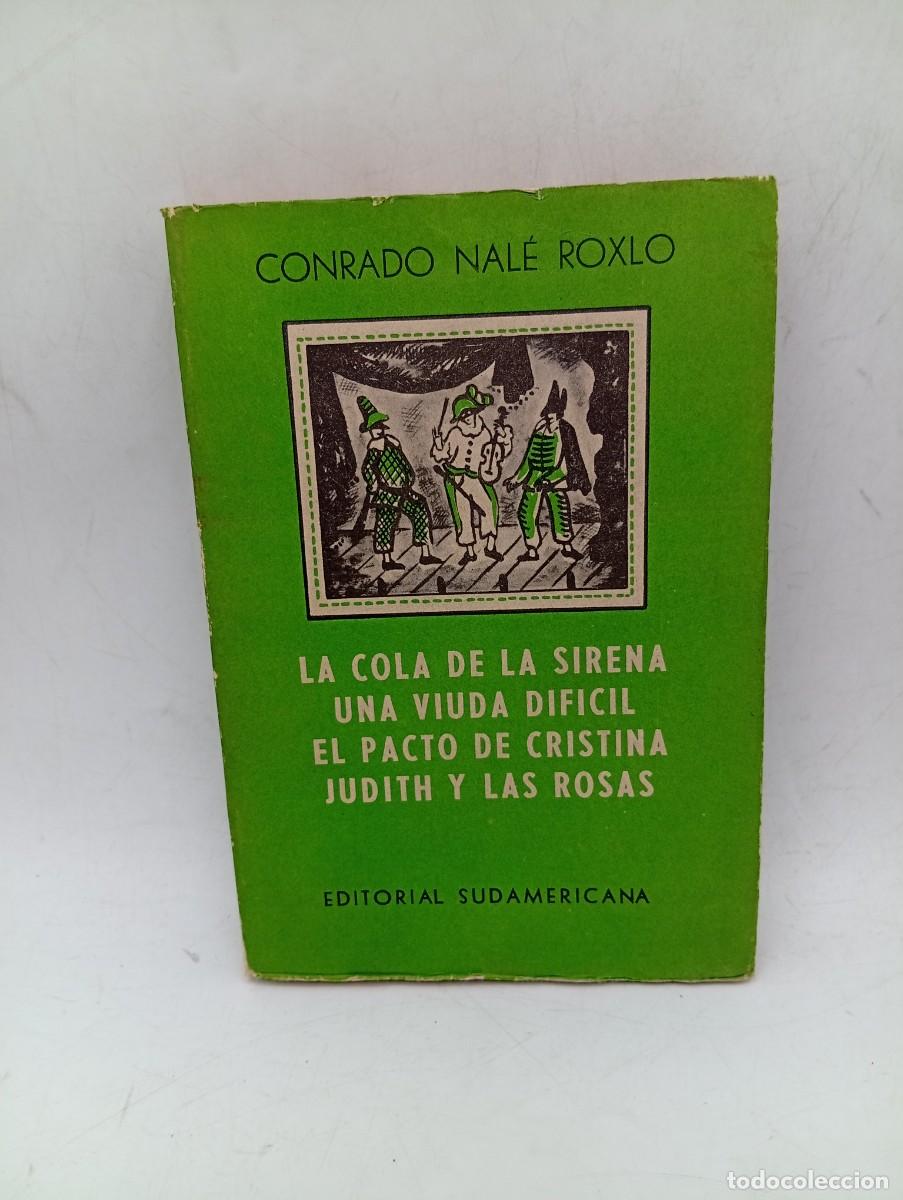 CONRADO NALÉ ROXLO
LA COLA DE LA SIRENA
UNA VIUDA DIFICIL
EL PACTO DE CRISTINA
JUDITH Y LAS ROSAS
EDITORIAL SUDAMERICANA
todocoleccion